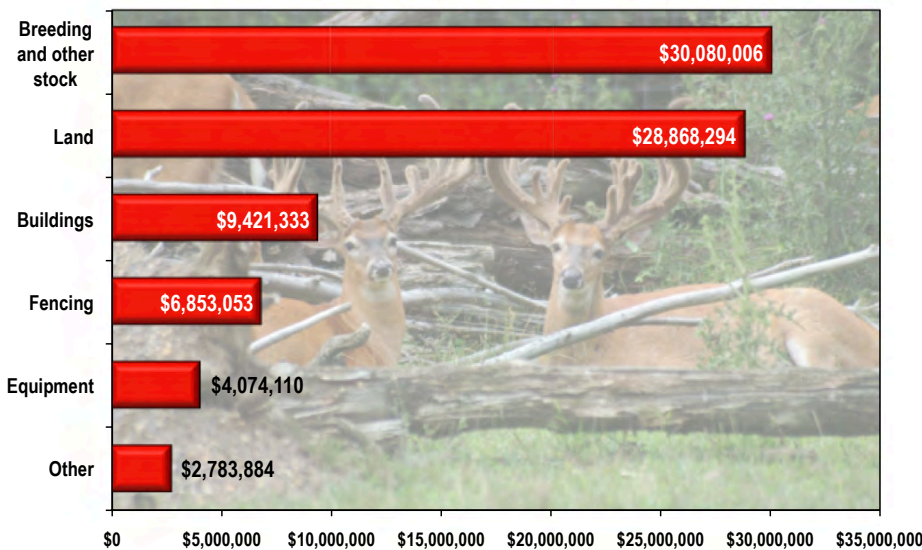 Breeding
and other
stock
$30,080,006
Land
$28,868,294
Buildings
$9,421,333
Fencing
$6,853,053
Equipment
$4,074,110
Other
$2,783,884
$0 $5,000,000 $10,000,000 $15,000,000 $20,000,000 $25,000,000 $30,000,000 $35,000,000